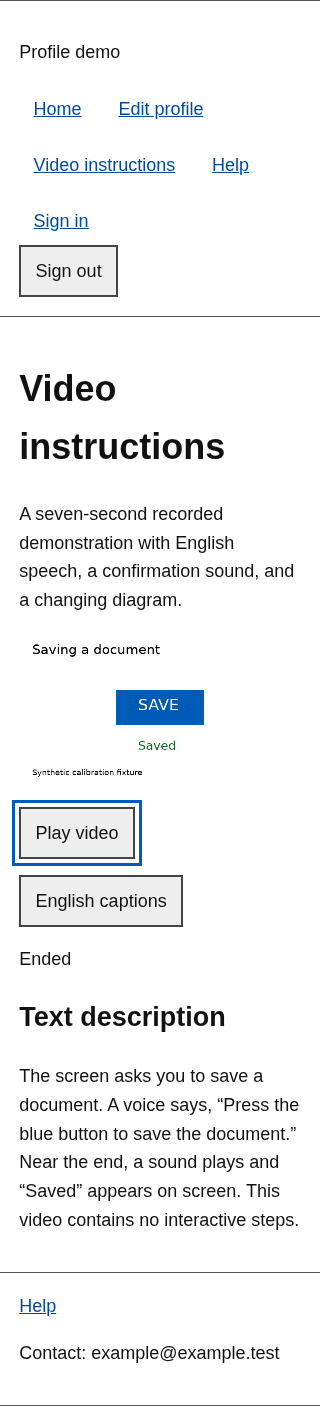 Profile demo
Home Edit profile
Video instructions Help
Sign in
Sign out
Video
instructions
A seven-second recorded
demonstration with English
speech, a confirmation sound, and
a changing diagram.
Saving a document
SAVE
Saved
Synthetic calibration fixture
Play video
English captions
Ended
Text description
The screen asks you to save a
document. A voice says, “Press the
blue button to save the document.”
Near the end, a sound plays and
“Saved” appears on screen. This
video contains no interactive steps.
Help
Contact: example@example.test